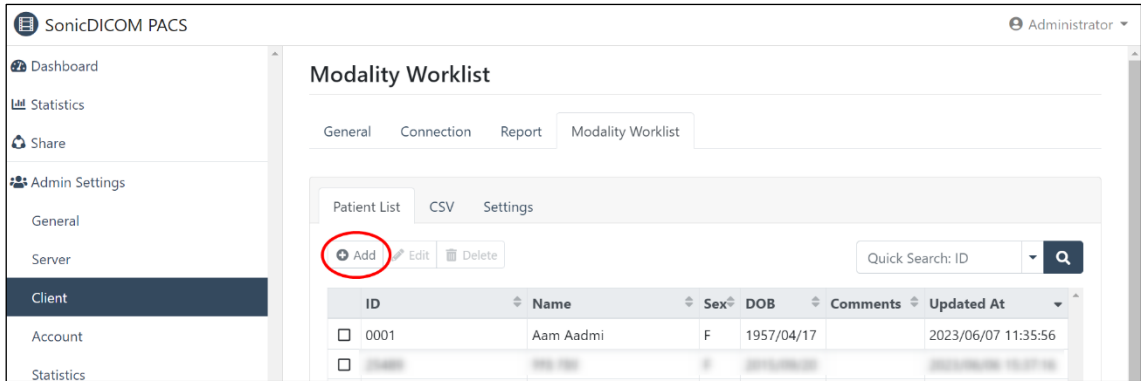 SonicDICOM PACS
Administrator
Dashboard
Statistics
Share
Admin Settings
General
Server
Client
Account
Statistics
Modality Worklist
General Connection Report Modality Worklist
Patient List CSV Settings
Add Edit Delete
Quick Search: ID
ID Name Sex DOB Comments Updated At
0001 Aam Aadmi F 1957/04/17 2023/06/07 11:35:56